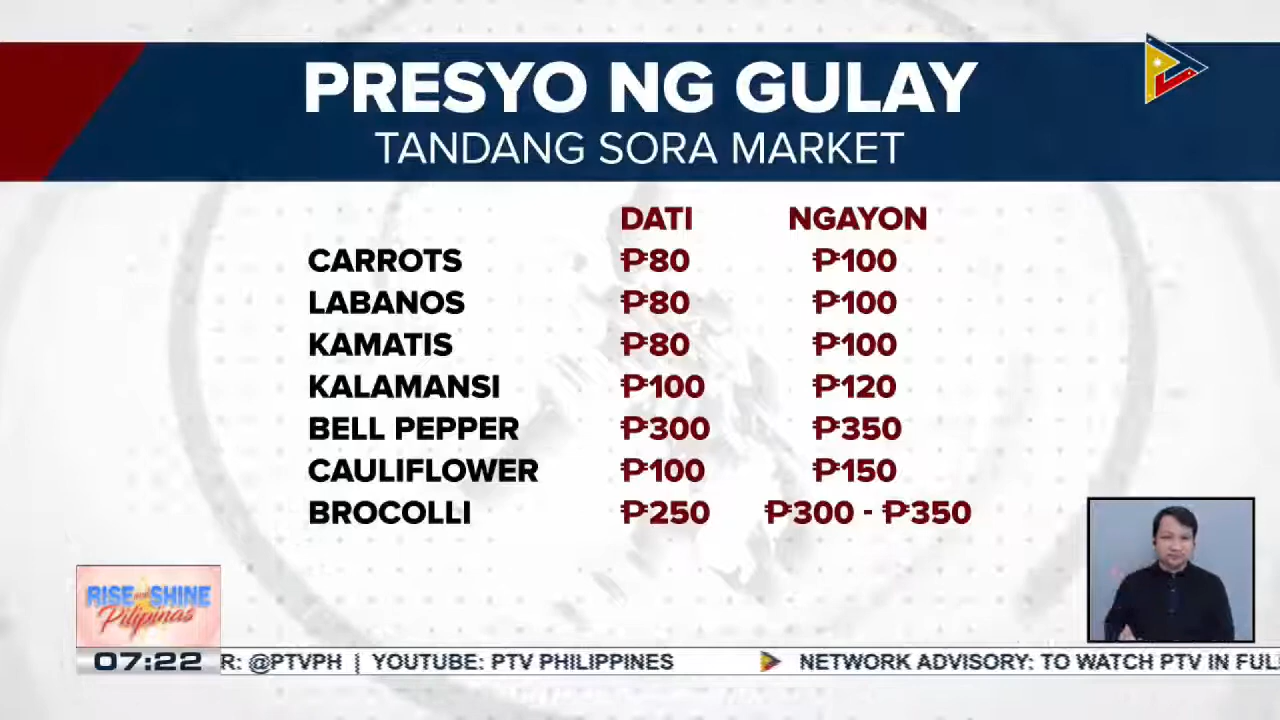 PRESYO NG GULAY
TANDANG SORA MARKET
DATI NGAYON
CARROTS ₱80 ₱100
LABANOS ₱80 ₱100
KAMATIS ₱80 ₱100
KALAMANSI ₱100 ₱120
BELL PEPPER ₱300 ₱350
CAULIFLOWER ₱100 ₱150
BROCOLLI ₱250 ₱300 - ₱350
RISE and SHINE
Pilipinas
07:22 R: @PTVPH | YOUTUBE: PTV PHILIPPINES NETWORK ADVISORY: TO WATCH PTV IN FULL